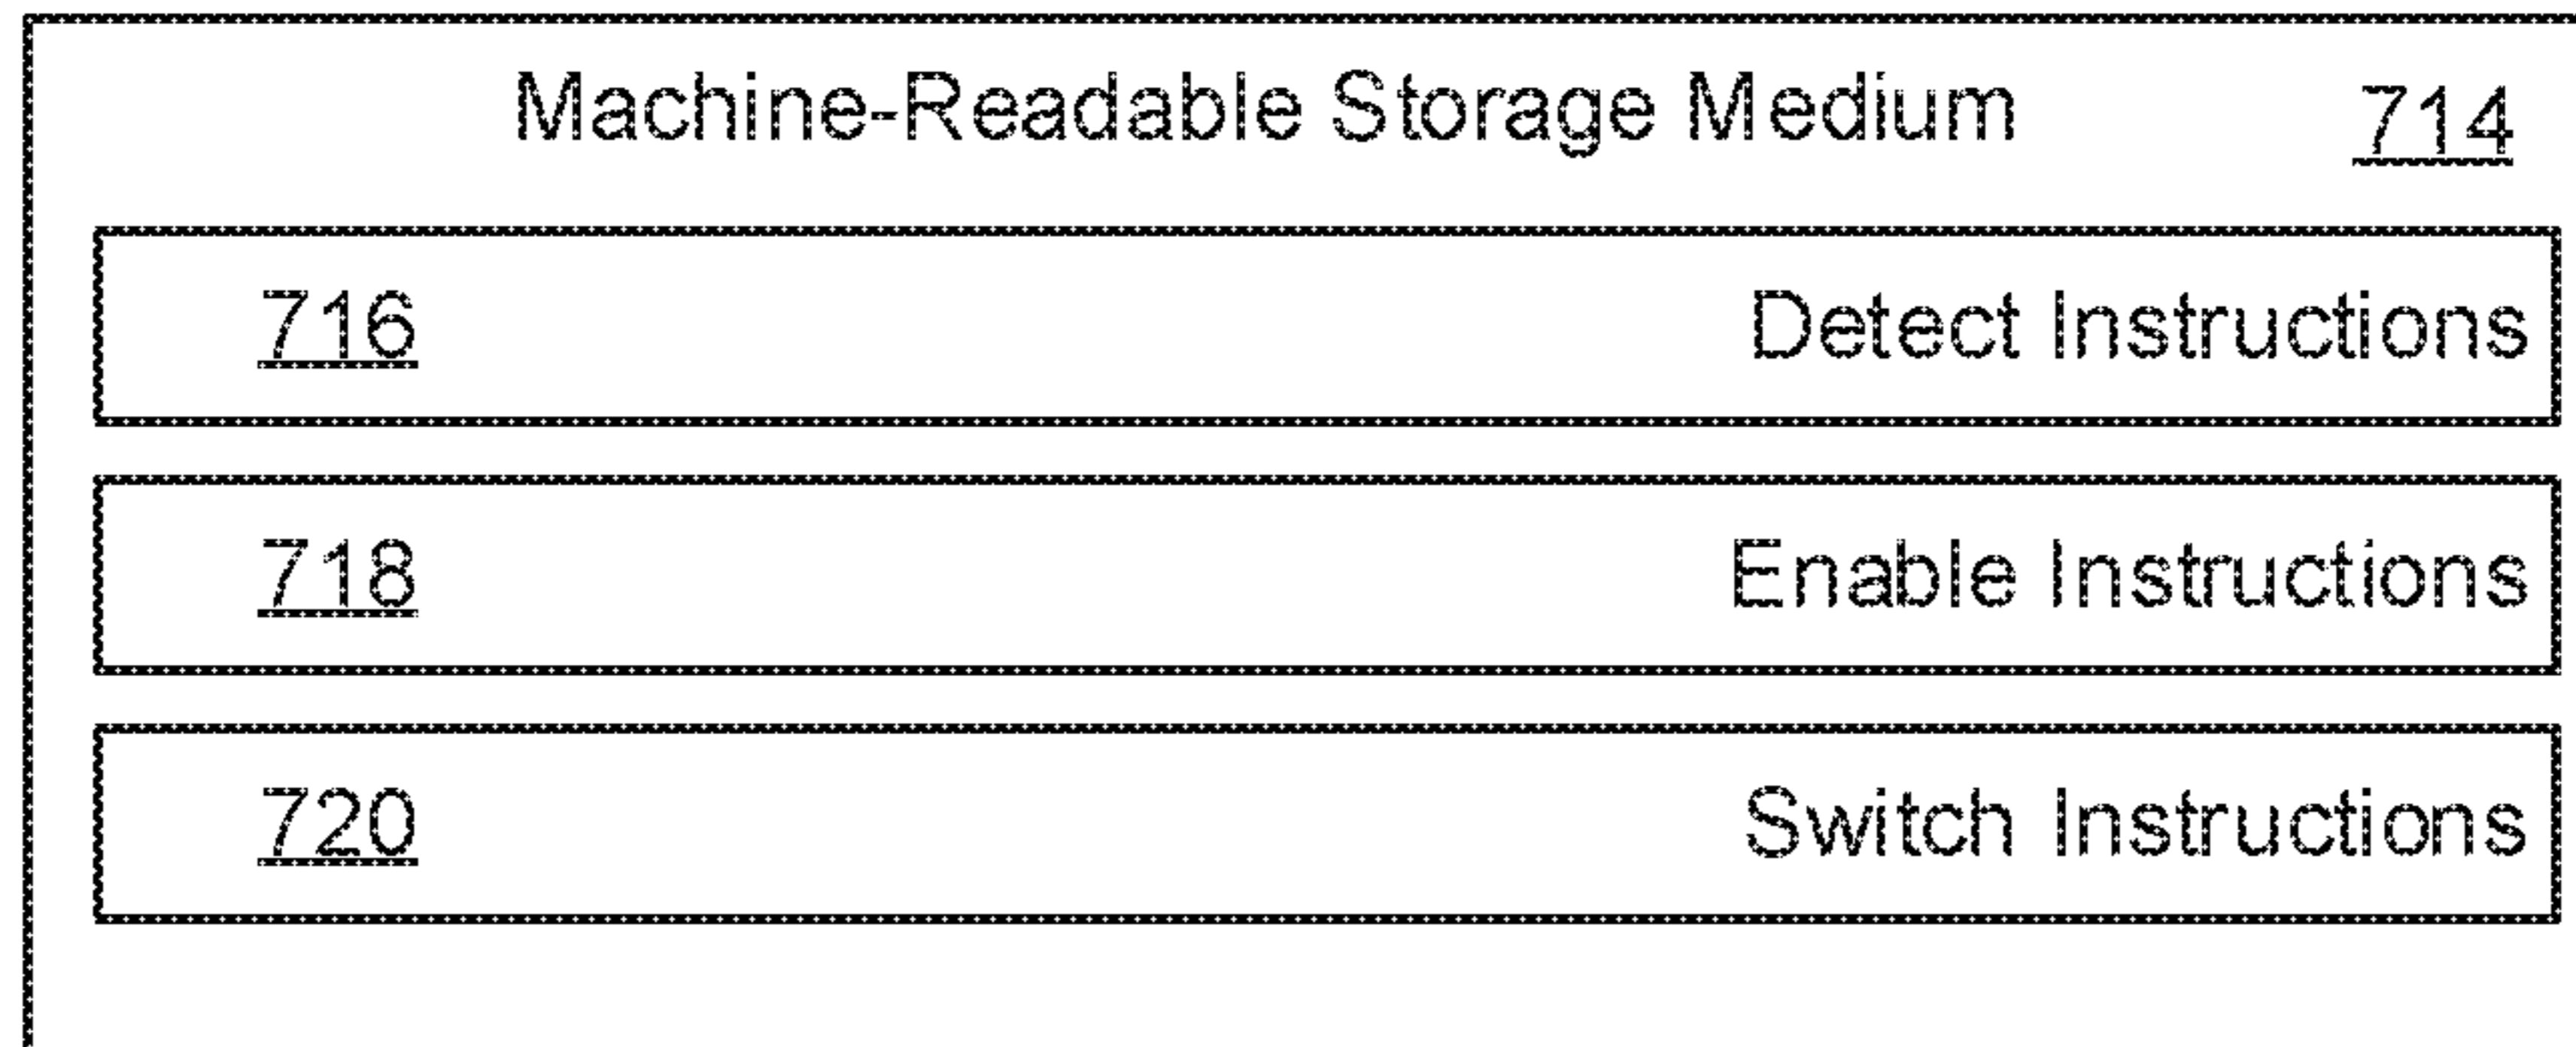 Machine-Readable Storage Medium 714
716 Detect Instructions
718 Enable Instructions
720 Switch Instructions